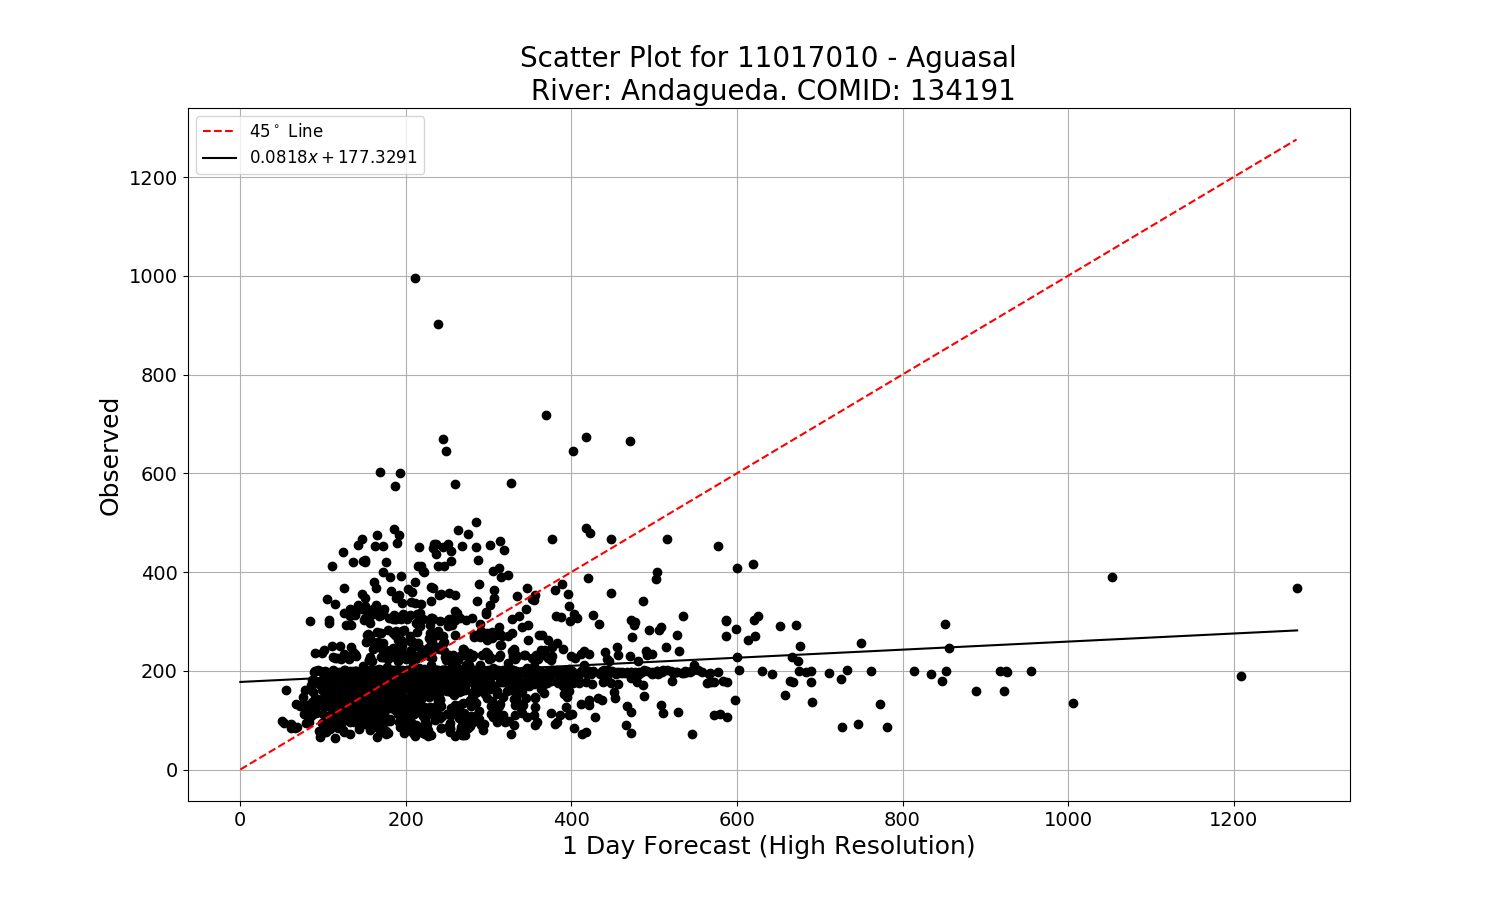 Scatter Plot for 11017010 - Aguasal
River: Andagueda. COMID: 134191
45° Line
0.0818x + 177.3291
Observed
1200
1000
800
600
400
200
0
0 200 400 600 800 1000 1200
1 Day Forecast (High Resolution)